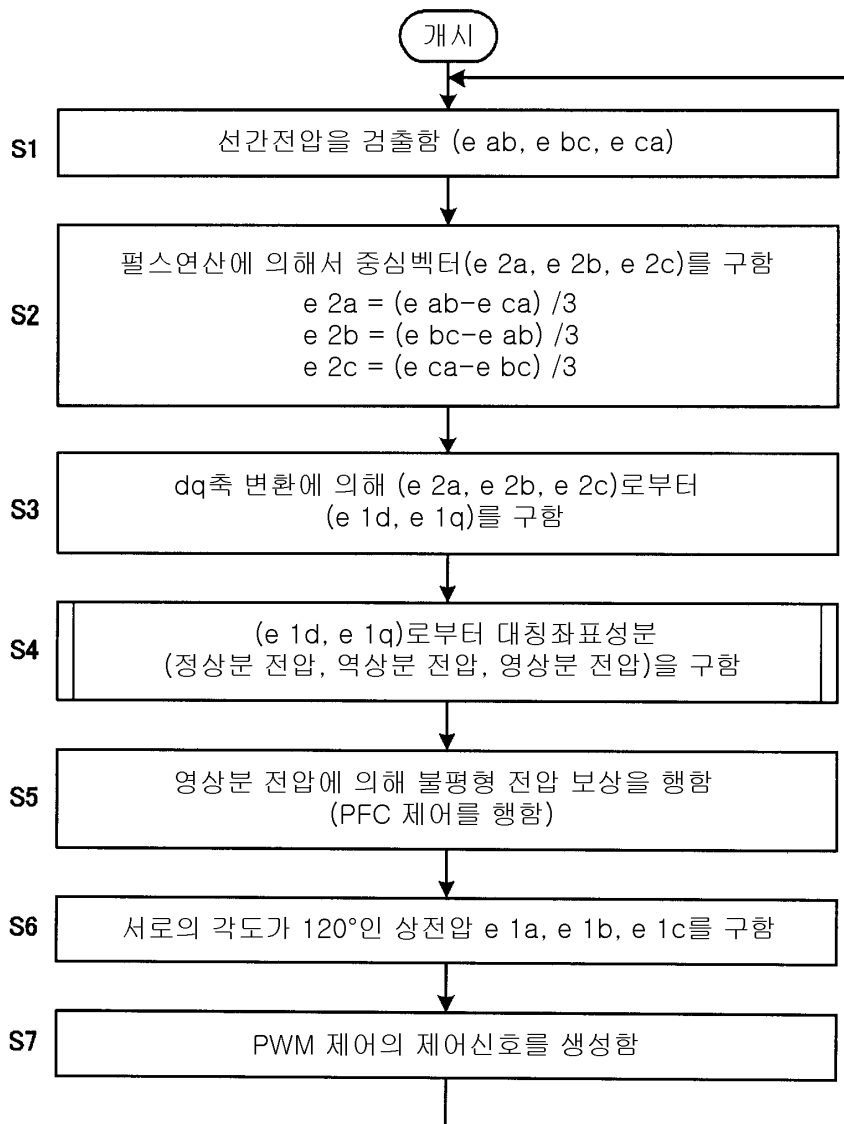 개시
S1
선간전압을 검출함 (e ab, e bc, e ca)
S2
펄스연산에 의해서 중심벡터(e 2a, e 2b, e 2c)를 구함
e 2a = (e ab-e ca) /3
e 2b = (e bc-e ab) /3
e 2c = (e ca-e bc) /3
S3
dq축 변환에 의해 (e 2a, e 2b, e 2c)로부터
(e 1d, e 1q)를 구함
S4
(e 1d, e 1q)로부터 대칭좌표성분
(정상분 전압, 역상분 전압, 영상분 전압)을 구함
S5
영상분 전압에 의해 불평형 전압 보상을 행함
(PFC 제어를 행함)
S6
서로의 각도가 120°인 상전압 e 1a, e 1b, e 1c를 구함
S7
PWM 제어의 제어신호를 생성함